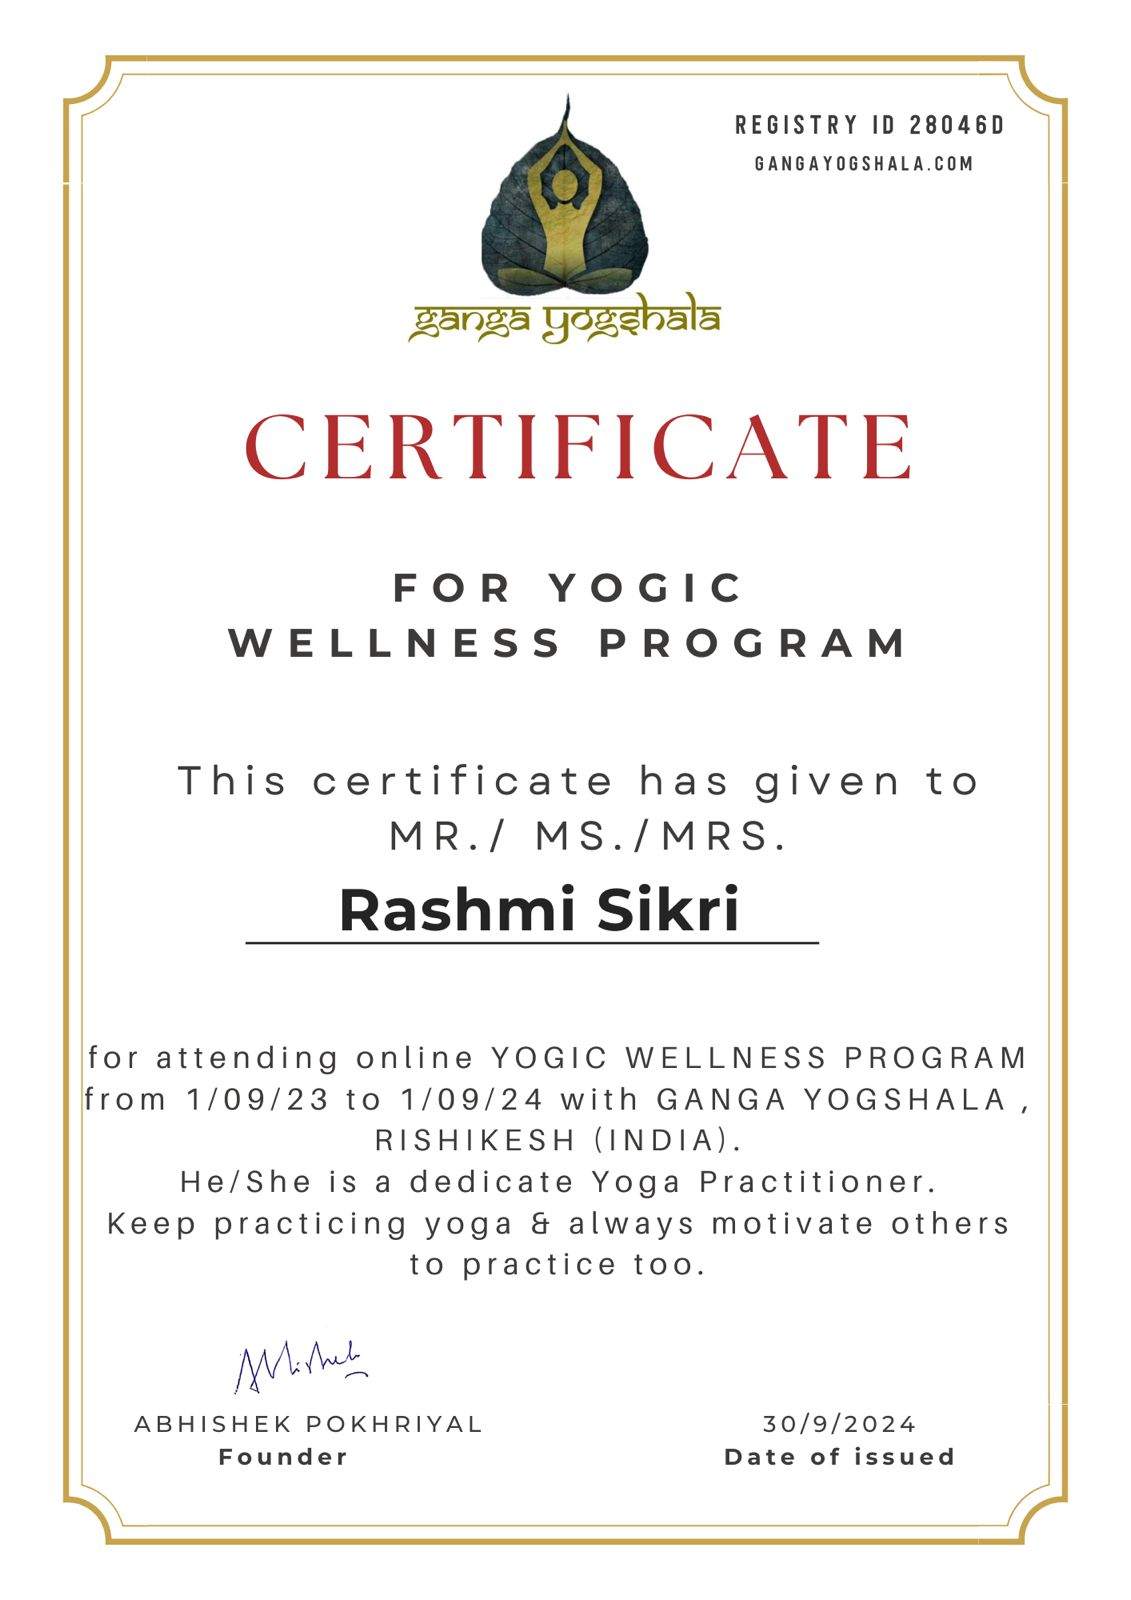 REGISTRY ID 28046D
GANGAYOGSHALA.COM
ganga yogshala
CERTIFICATE
FOR YOGIC
WELLNESS PROGRAM
This certificate has given to
MR./ MS./MRS.
Rashmi Sikri
for attending online YOGIC WELLNESS PROGRAM
from 1/09/23 to 1/09/24 with GANGA YOGSHALA ,
RISHIKESH (INDIA).
He/She is a dedicate Yoga Practitioner.
Keep practicing yoga & always motivate others
to practice too.
Abhishek
ABHISHEK POKHRIYAL
Founder
30/9/2024
Date of issued